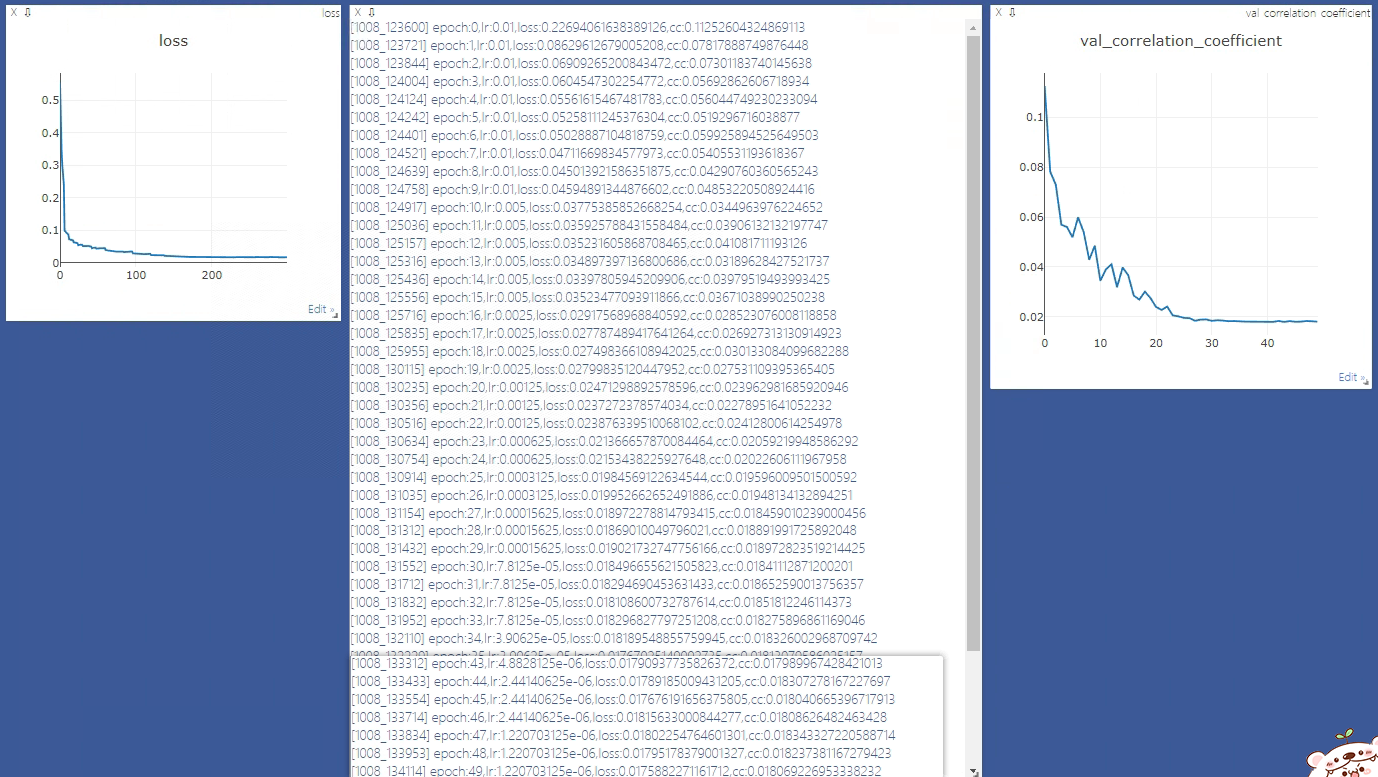 X
loss
loss
0.5
0.4
0.3
0.2
0.1
0
0
100
200
Edit »
X
[1008_123600] epoch:0,lr:0.01,loss:0.22694061638389126,cc:0.11252604324869113
[1008_123721] epoch:1,lr:0.01,loss:0.08629612679005208,cc:0.07817888749876448
[1008_123844] epoch:2,lr:0.01,loss:0.06909265200843472,cc:0.07301183740145638
[1008_124004] epoch:3,lr:0.01,loss:0.0604547302254772,cc:0.05692862606718934
[1008_124124] epoch:4,lr:0.01,loss:0.05561615467481783,cc:0.056044749230233094
[1008_124242] epoch:5,lr:0.01,loss:0.05258111245376304,cc:0.0519296716038877
[1008_124401] epoch:6,lr:0.01,loss:0.05028887104818759,cc:0.059925894525649503
[1008_124521] epoch:7,lr:0.01,loss:0.04711669834577973,cc:0.05405531193618367
[1008_124639] epoch:8,lr:0.01,loss:0.045013921586351875,cc:0.04290760360565243
[1008_124758] epoch:9,lr:0.01,loss:0.04594891344876602,cc:0.04853220508924416
[1008_124917] epoch:10,lr:0.005,loss:0.03775385852668254,cc:0.0344963976224652
[1008_125036] epoch:11,lr:0.005,loss:0.035925788431558484,cc:0.03906132132197747
[1008_125157] epoch:12,lr:0.005,loss:0.035231605868708465,cc:0.041081711193126
[1008_125316] epoch:13,lr:0.005,loss:0.034897397136800686,cc:0.03189628427521737
[1008_125436] epoch:14,lr:0.005,loss:0.03397805945209906,cc:0.03979519493993425
[1008_125556] epoch:15,lr:0.005,loss:0.03523477093911866,cc:0.03671038990250238
[1008_125716] epoch:16,lr:0.0025,loss:0.02917568968840592,cc:0.028523076008118858
[1008_125835] epoch:17,lr:0.0025,loss:0.027787489417641264,cc:0.026927313130914923
[1008_125955] epoch:18,lr:0.0025,loss:0.027498366108942025,cc:0.030133084099682288
[1008_130115] epoch:19,lr:0.0025,loss:0.02799835120447952,cc:0.027531109395365405
[1008_130235] epoch:20,lr:0.00125,loss:0.02471298892578596,cc:0.023962981685920946
[1008_130356] epoch:21,lr:0.00125,loss:0.0237272378574034,cc:0.02278951641052232
[1008_130516] epoch:22,lr:0.00125,loss:0.023876339510068102,cc:0.02412800614254978
[1008_130634] epoch:23,lr:0.000625,loss:0.021366657870084464,cc:0.02059219948586292
[1008_130754] epoch:24,lr:0.000625,loss:0.02153438225927648,cc:0.02022606111967958
[1008_130914] epoch:25,lr:0.0003125,loss:0.01984569122634544,cc:0.019596009501500592
[1008_131035] epoch:26,lr:0.0003125,loss:0.019952662652491886,cc:0.01948134132894251
[1008_131154] epoch:27,lr:0.00015625,loss:0.018972278814793415,cc:0.018459010239000456
[1008_131312] epoch:28,lr:0.00015625,loss:0.01869010049796021,cc:0.018891991725892048
[1008_131432] epoch:29,lr:0.00015625,loss:0.019021732747756166,cc:0.018972823519214425
[1008_131552] epoch:30,lr:7.8125e-05,loss:0.018496655621505823,cc:0.01841112871200201
[1008_131712] epoch:31,lr:7.8125e-05,loss:0.018294690453631433,cc:0.018652590013756357
[1008_131832] epoch:32,lr:7.8125e-05,loss:0.018108600732787614,cc:0.01851812246114373
[1008_131952] epoch:33,lr:7.8125e-05,loss:0.018296827797251208,cc:0.018275896861169046
[1008_132110] epoch:34,lr:3.90625e-05,loss:0.018189548855759945,cc:0.018326002968709742
[1008_133312] epoch:43,lr:4.8828125e-06,loss:0.01790937735826372,cc:0.017989967428421013
[1008_133433] epoch:44,lr:2.44140625e-06,loss:0.01789185009431205,cc:0.018307278167227697
[1008_133554] epoch:45,lr:2.44140625e-06,loss:0.017676191656375805,cc:0.018040665396717913
[1008_133714] epoch:46,lr:2.44140625e-06,loss:0.01815633000844277,cc:0.01808626482463428
[1008_133834] epoch:47,lr:1.220703125e-06,loss:0.01802254764601301,cc:0.018343327220588714
[1008_133953] epoch:48,lr:1.220703125e-06,loss:0.01795178379001327,cc:0.018237381167279423
[1008_134114] epoch:49,lr:1.220703125e-06,loss:0.01758822271161712,cc:0.018069226953338232
X
val correlation coefficient
val_correlation_coefficient
0.1
0.08
0.06
0.04
0.02
0
10
20
30
40
Edit »